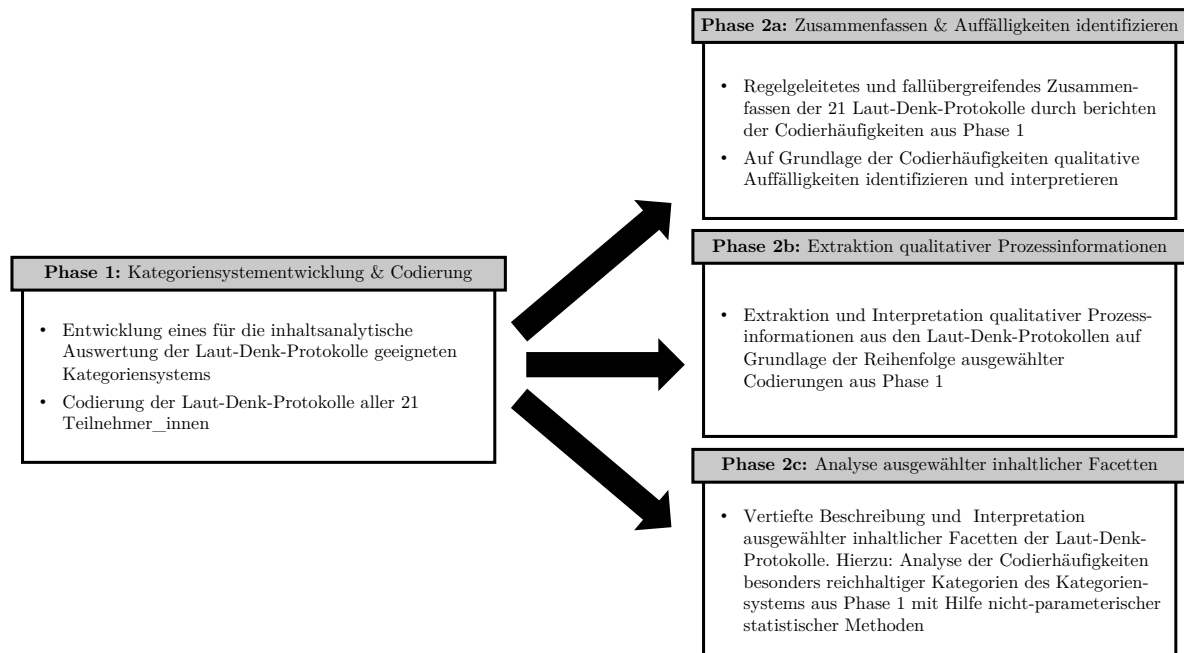 Phase 1: Kategoriensystementwicklung & Codierung
• Entwicklung eines für die inhaltsanalytische
Auswertung der Laut-Denk-Protokolle geeigneten
Kategoriensystems
• Codierung der Laut-Denk-Protokolle aller 21
Teilnehmer_innen
Phase 2a: Zusammenfassen & Auffälligkeiten identifizieren
• Regelgeleitetes und fallübergreifendes Zusammen-
fassen der 21 Laut-Denk-Protokolle durch berichten
der Codierhäufigkeiten aus Phase 1
• Auf Grundlage der Codierhäufigkeiten qualitative
Auffälligkeiten identifizieren und interpretieren
Phase 2b: Extraktion qualitativer Prozessinformationen
• Extraktion und Interpretation qualitativer Prozess-
informationen aus den Laut-Denk-Protokollen auf
Grundlage der Reihenfolge ausgewählter
Codierungen aus Phase 1
Phase 2c: Analyse ausgewählter inhaltlicher Facetten
• Vertiefte Beschreibung und Interpretation
ausgewählter inhaltlicher Facetten der Laut-Denk-
Protokolle. Hierzu: Analyse der Codierhäufigkeiten
besonders reichhaltiger Kategorien des Kategorien-
systems aus Phase 1 mit Hilfe nicht-parameterischer
statistischer Methoden